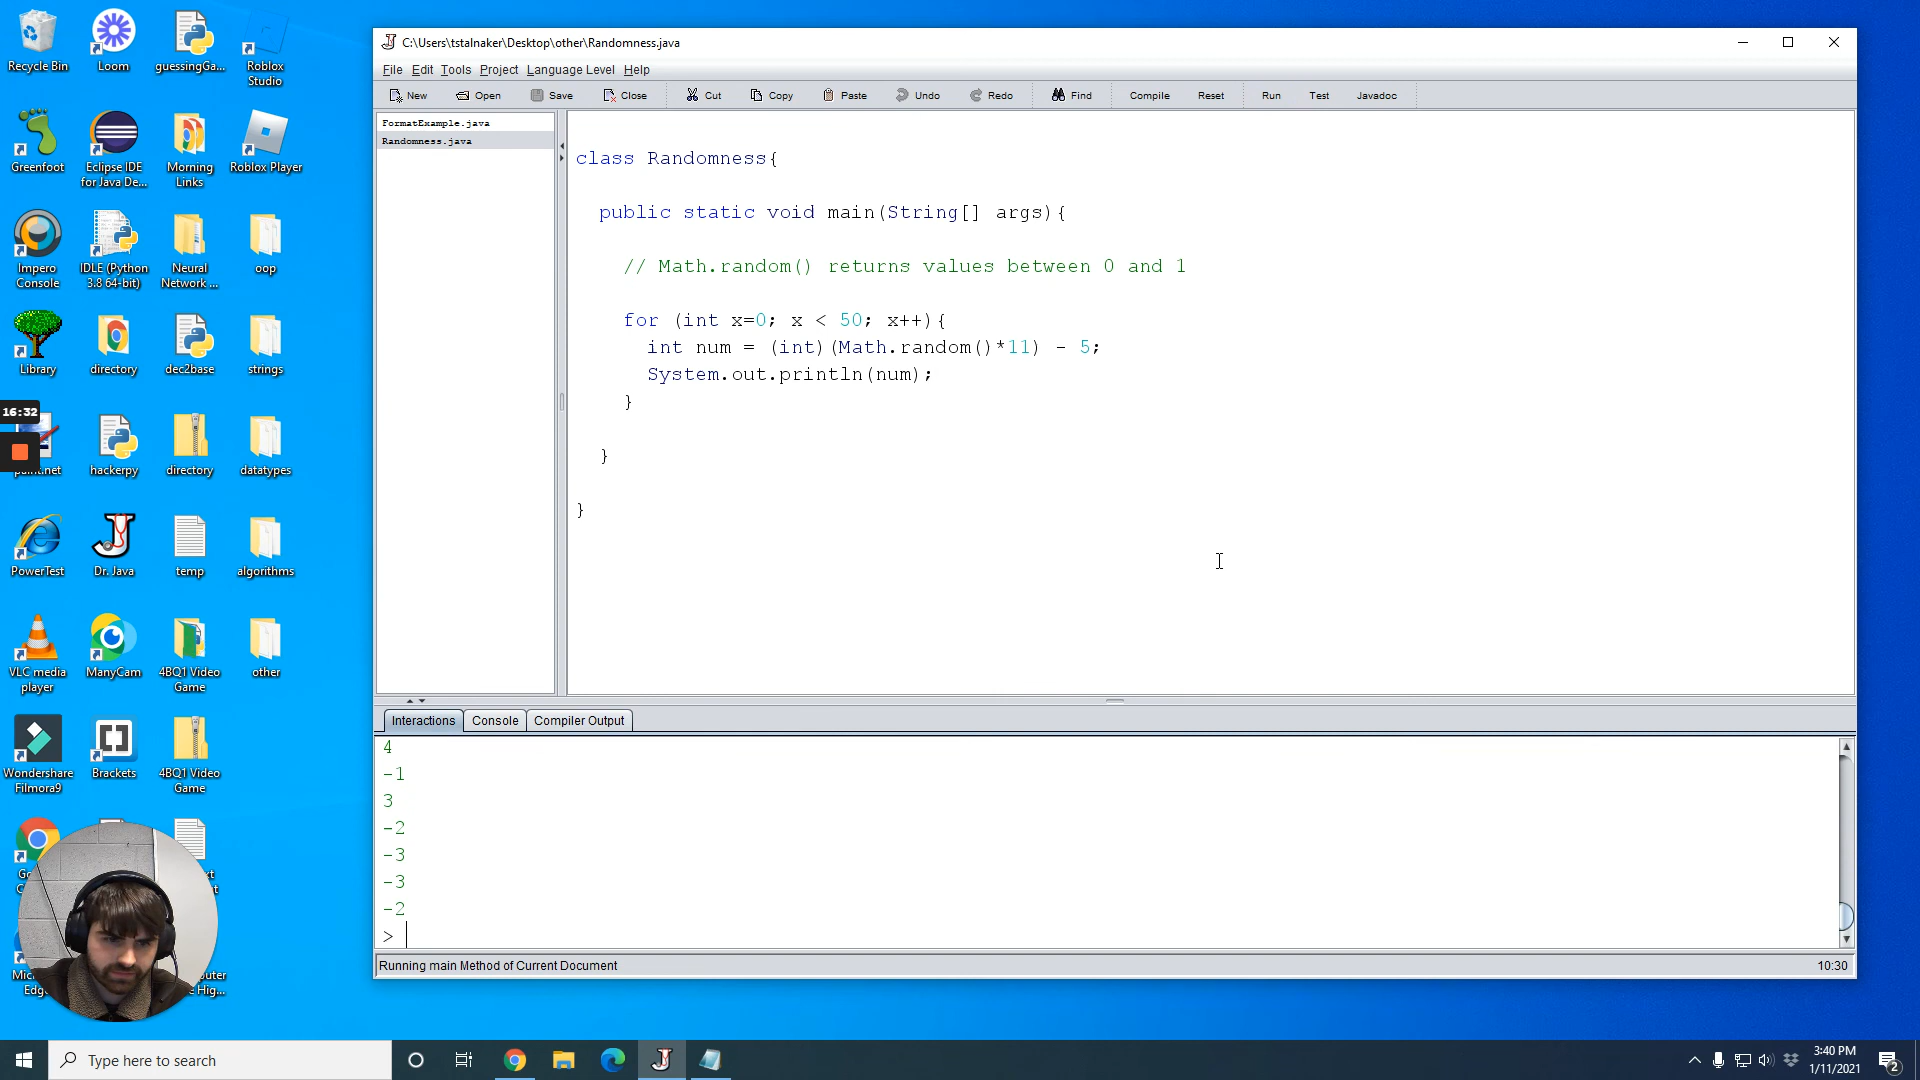 Recycle Bin
Loom
guessingGa...
Roblox
Studio
Greenfoot
Eclipse IDE
for Java De...
Morning
Links
Roblox Player
Impero
Console
IDLE (Python
3.8 64-bit)
Neural
Network ...
oop
Library
directory
dec2base
strings
16:32
paint.net
hackerpy
directory
datatypes
PowerTest
Dr. Java
temp
algorithms
VLC media
player
ManyCam
4BQ1 Video
Game
other
Wondershare
Filmora9
Brackets
4BQ1 Video
Game
Hig...
C:\Users\tstalnaker\Desktop\other\Randomness.java
File Edit Tools Project Language Level Help
New Open Save Close Cut Copy Paste Undo Redo Find Compile Reset Run Test Javadoc
FormatExample.java
Randomness.java
class Randomness{
public static void main(String[] args){
// Math.random() returns values between 0 and 1
for (int x=0; x < 50; x++){
int num = (int)(Math.random()*11) - 5;
System.out.println(num);
}
}
}
Interactions Console Compiler Output
4
-1
3
-2
-3
-3
-2
>
Running main Method of Current Document
10:30
Type here to search
3:40 PM
1/11/2021
2